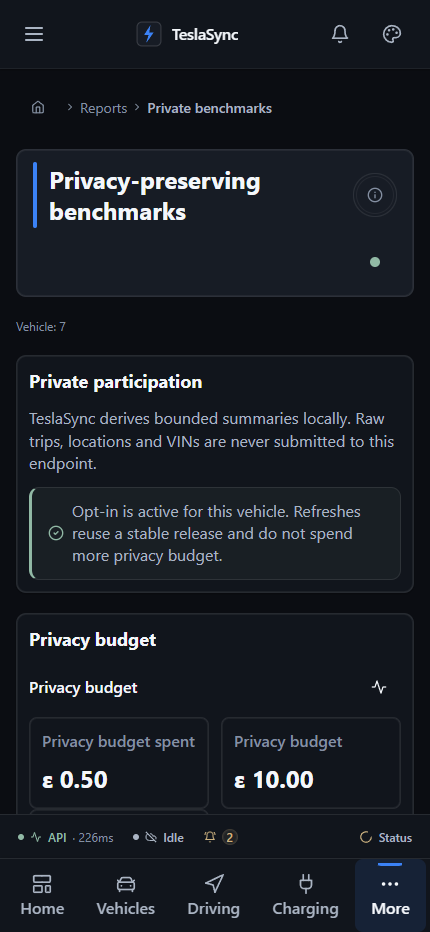 TeslaSync
Reports > Private benchmarks
Privacy-preserving
benchmarks
Vehicle: 7
Private participation
TeslaSync derives bounded summaries locally. Raw
trips, locations and VINs are never submitted to this
endpoint.
Opt-in is active for this vehicle. Refreshes
reuse a stable release and do not spend
more privacy budget.
Privacy budget
Privacy budget
Privacy budget spent
ε 0.50
Privacy budget
ε 10.00
API · 226ms
Idle
2
Status
Home
Vehicles
Driving
Charging
More